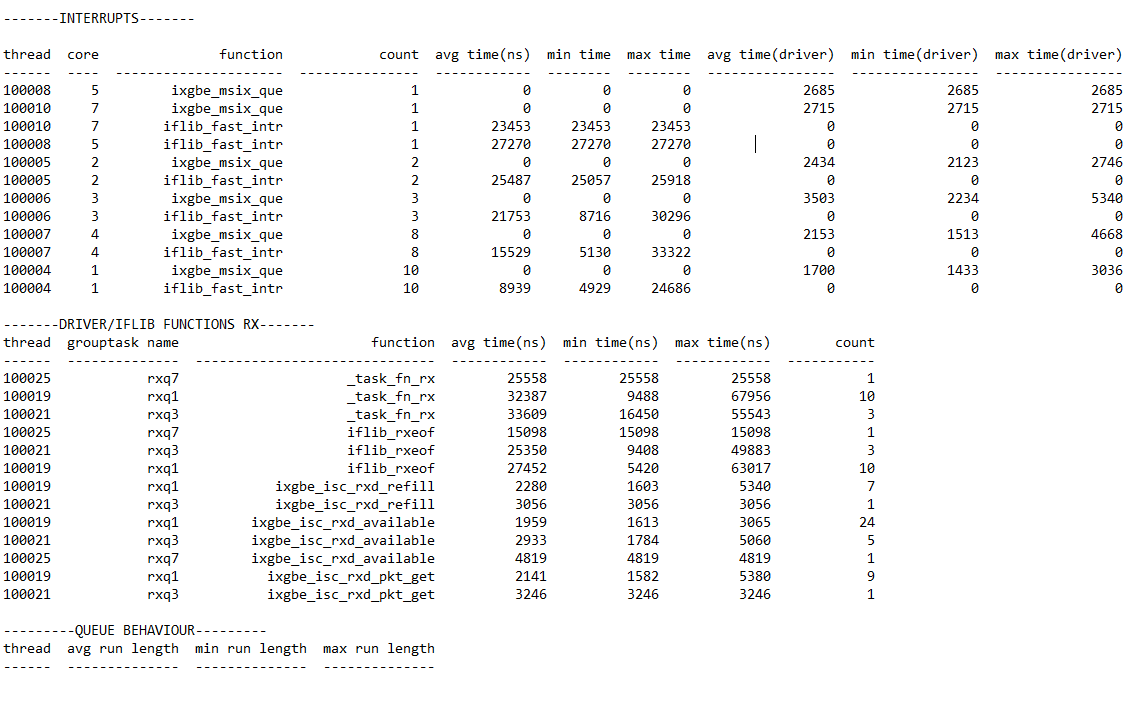 -------INTERRUPTS-------
thread  core               function            count  avg time(ns)  min time  max time  avg time(driver)  min time(driver)  max time(driver)
------  ----  ---------------------  ---------------  ------------  --------  --------  ----------------  ----------------  ----------------
100008     5         ixgbe_msix_que                1             0         0         0              2685              2685              2685
100010     7         ixgbe_msix_que                1             0         0         0              2715              2715              2715
100010     7       iflib_fast_intr                1         23453     23453     23453                 0                 0                 0
100008     5       iflib_fast_intr                1         27270     27270     27270                 0                 0                 0
100005     2         ixgbe_msix_que                2             0         0         0              2434              2123              2746
100005     2       iflib_fast_intr                2         25487     25057     25918                 0                 0                 0
100006     3         ixgbe_msix_que                3             0         0         0              3503              2234              5340
100006     3       iflib_fast_intr                3         21753      8716     30296                 0                 0                 0
100007     4         ixgbe_msix_que                8             0         0         0              2153              1513              4668
100007     4       iflib_fast_intr                8         15529      5130     33322                 0                 0                 0
100004     1         ixgbe_msix_que               10             0         0         0              1700              1433              3036
100004     1       iflib_fast_intr               10          8939      4929     24686                 0                 0                 0
-------DRIVER/IFLIB FUNCTIONS RX-------
thread  grouptask name                        function  avg time(ns)  min time(ns)  max time(ns)        count
------  --------------  ------------------------------  ------------  ------------  ------------  -----------
100025            rxq7                     _task_fn_rx         25558         25558         25558            1
100019            rxq1                     _task_fn_rx         32387          9488         67956           10
100021            rxq3                     _task_fn_rx         33609         16450         55543            3
100025            rxq7                     iflib_rxeof         15098         15098         15098            1
100021            rxq3                     iflib_rxeof         25350          9408         49883            3
100019            rxq1                     iflib_rxeof         27452          5420         63017           10
100019            rxq1            ixgbe_isc_rxd_refill          2280          1603          5340            7
100021            rxq3            ixgbe_isc_rxd_refill          3056          3056          3056            1
100019            rxq1         ixgbe_isc_rxd_available          1959          1613          3065           24
100021            rxq3         ixgbe_isc_rxd_available          2933          1784          5060            5
100025            rxq7         ixgbe_isc_rxd_available          4819          4819          4819            1
100019            rxq1           ixgbe_isc_rxd_pkt_get          2141          1582          5380            9
100021            rxq3           ixgbe_isc_rxd_pkt_get          3246          3246          3246            1
---------QUEUE BEHAVIOUR---------
thread  avg run length  min run length  max run length
------  --------------  --------------  --------------